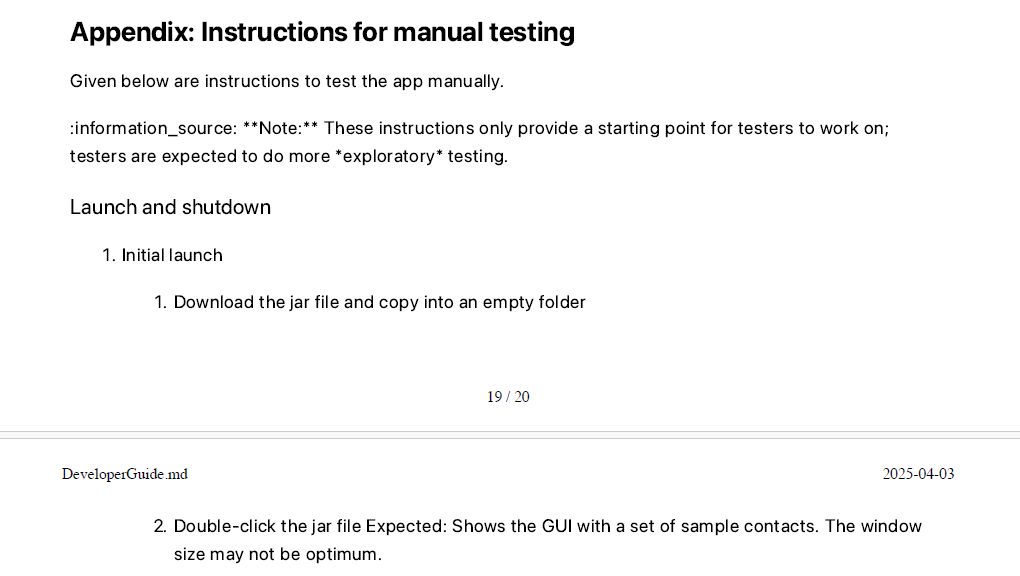 Appendix: Instructions for manual testing
Given below are instructions to test the app manually.
:information_source: **Note:** These instructions only provide a starting point for testers to work on;
testers are expected to do more *exploratory* testing.
Launch and shutdown
1. Initial launch
1. Download the jar file and copy into an empty folder
19 / 20
DeveloperGuide.md
2025-04-03
2. Double-click the jar file Expected: Shows the GUI with a set of sample contacts. The window
size may not be optimum.